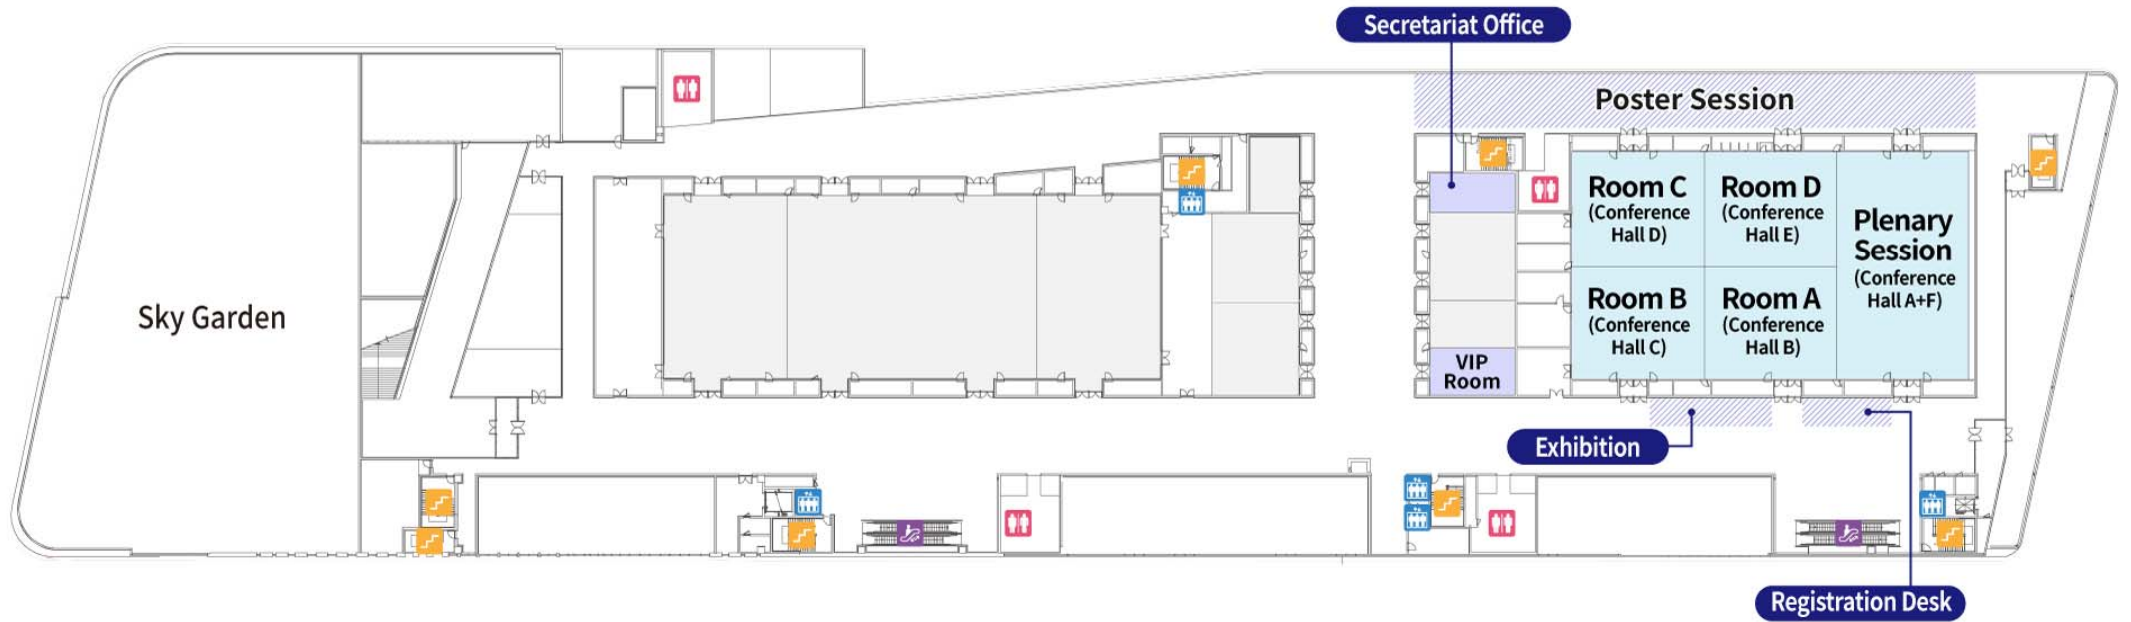 Secretariat Office
Poster Session
Room C
(Conference
Hall D)
Room D
(Conference
Hall E)
Plenary
Session
(Conference
Hall A+F)
Room B
(Conference
Hall C)
Room A
(Conference
Hall B)
Sky Garden
VIP
Room
Exhibition
Registration Desk